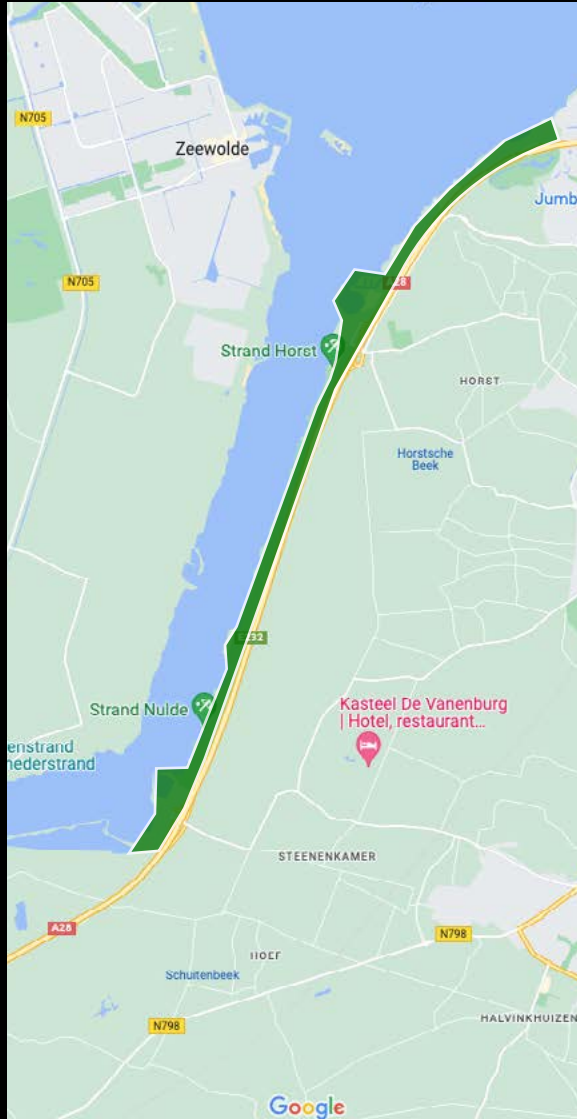 N705
Zeewolde
Jumb
N705
A28
Strand Horst
HORST
Horstsche
Beek
Strand Nulde
Kasteel De Vanenburg
| Hotel, restaurant...
enstrand
nederstrand
STEENENKAMER
A28
N798
HOEF
Schuitenbeek
HALVINKHUIZEN
N798
Google